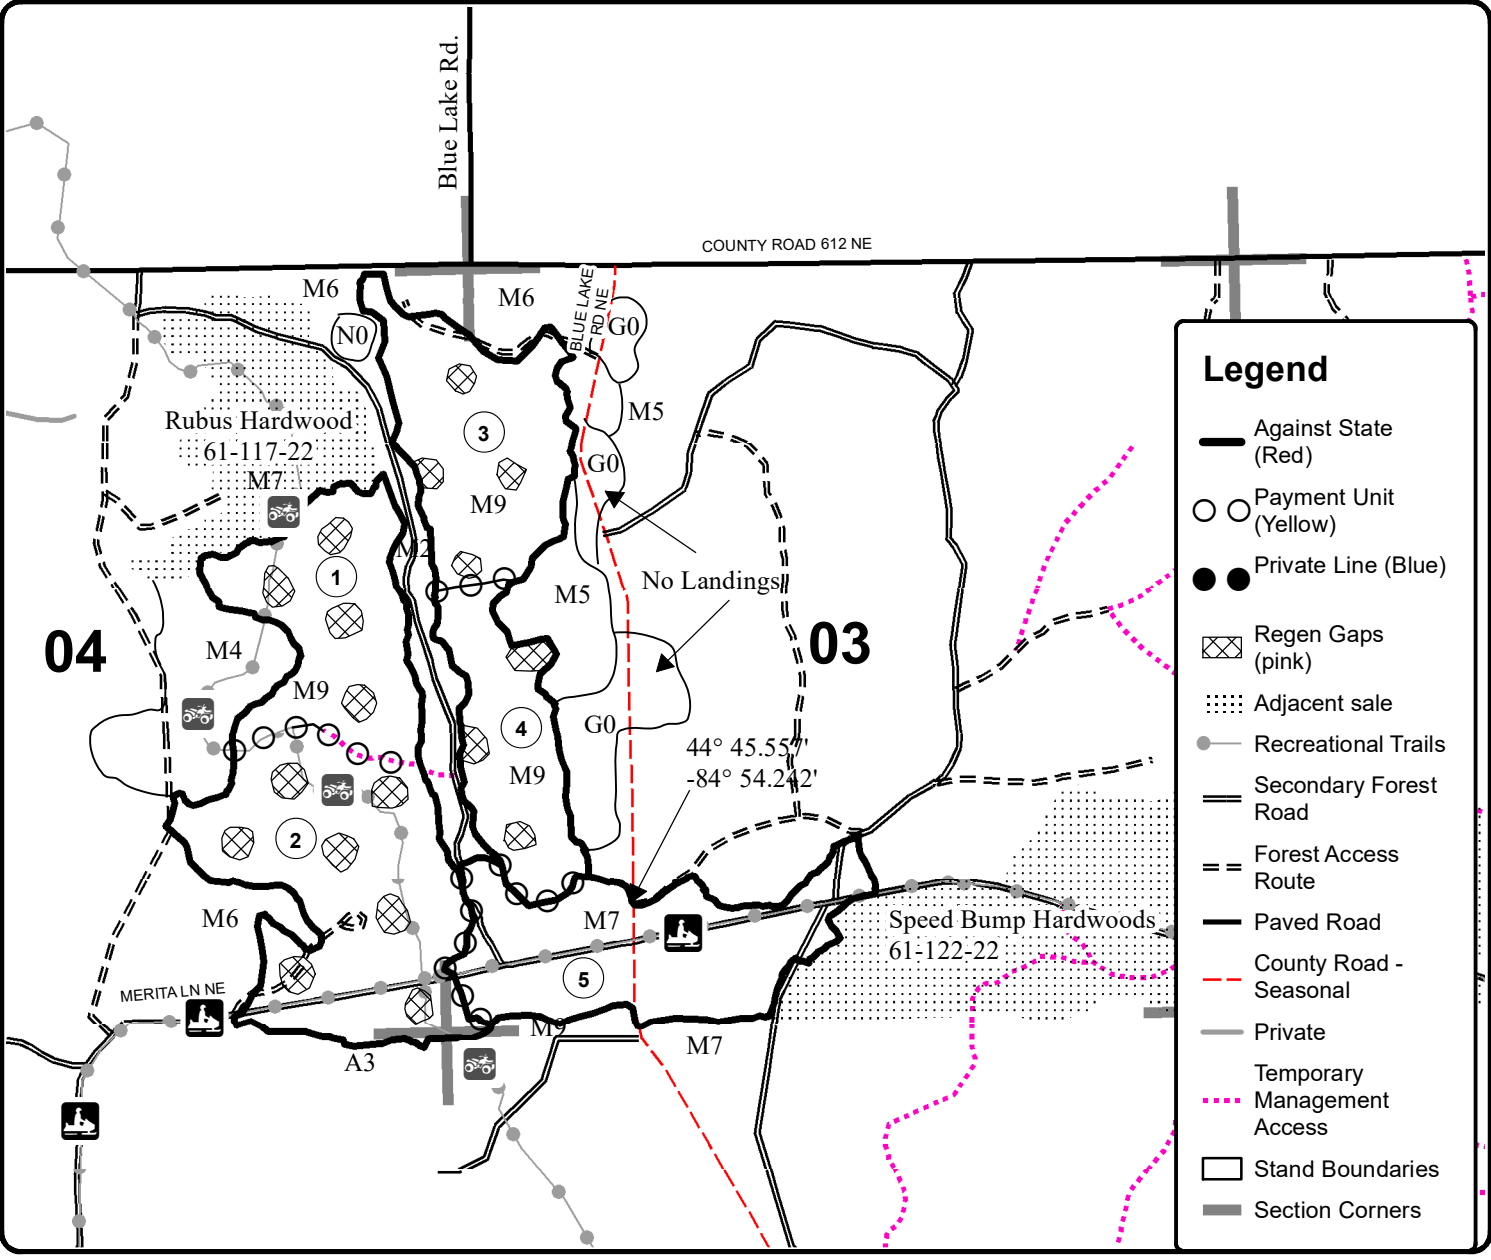 Blue Lake Rd.
COUNTY ROAD 612 NE
M6
M6
BLUE LAKE
RD NE
G0
N0
M5
Rubus Hardwood
61-117-22
3
G0
M7
M9
M2
1
No Landings
M5
04
03
M4
M9
G0
4
44° 45.557'
-84° 54.242'
M9
2
M6
M7
Speed Bump Hardwoods
61-122-22
5
MERITA LN NE
M9
M7
A3
Legend
Against State
(Red)
Payment Unit
(Yellow)
Private Line (Blue)
Regen Gaps
(pink)
Adjacent sale
Recreational Trails
Secondary Forest
Road
Forest Access
Route
Paved Road
County Road -
Seasonal
Private
Temporary
Management
Access
Stand Boundaries
Section Corners